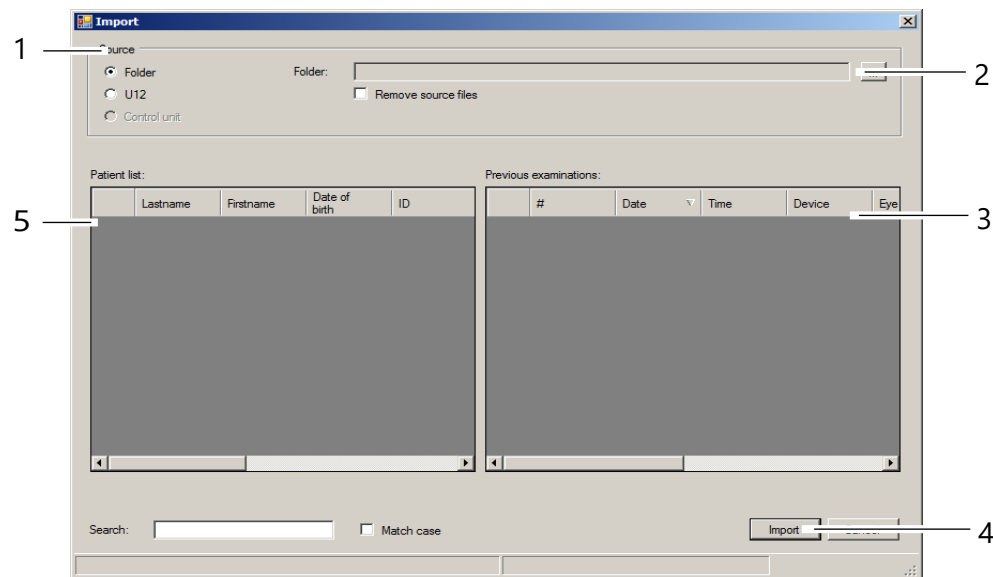 Import
1
Source
Folder
Folder:
...
2
U12
Remove source files
Control unit
Patient list:
Previous examinations:
Lastname Firstname Date of birth ID
# Date Time Device Eye
5
3
Search:
Match case
Import
4